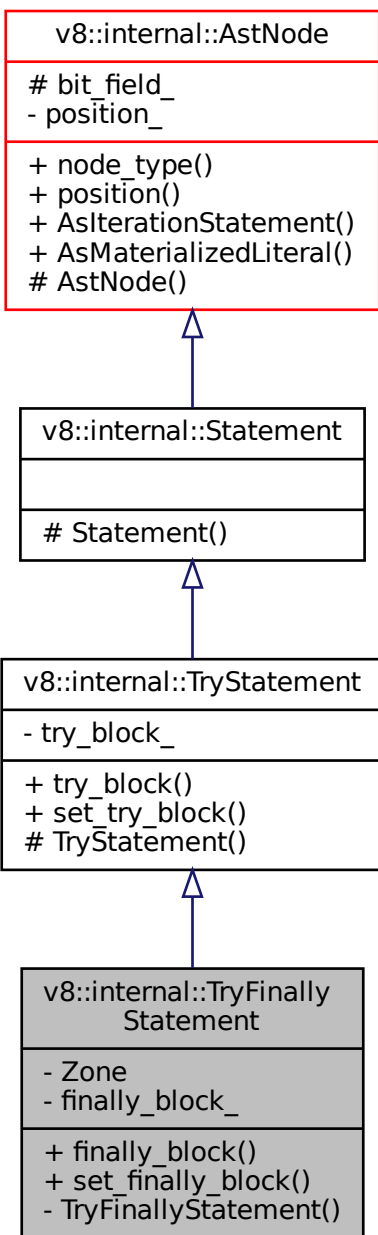 v8::internal::AstNode
# bit_field_
- position_
+ node_type()
+ position()
+ AsIterationStatement()
+ AsMaterializedLiteral()
# AstNode()
v8::internal::Statement
# Statement()
v8::internal::TryStatement
- try_block_
+ try_block()
+ set_try_block()
# TryStatement()
v8::internal::TryFinally
Statement
- Zone
- finally_block_
+ finally_block()
+ set_finally_block()
- TryFinallyStatement()